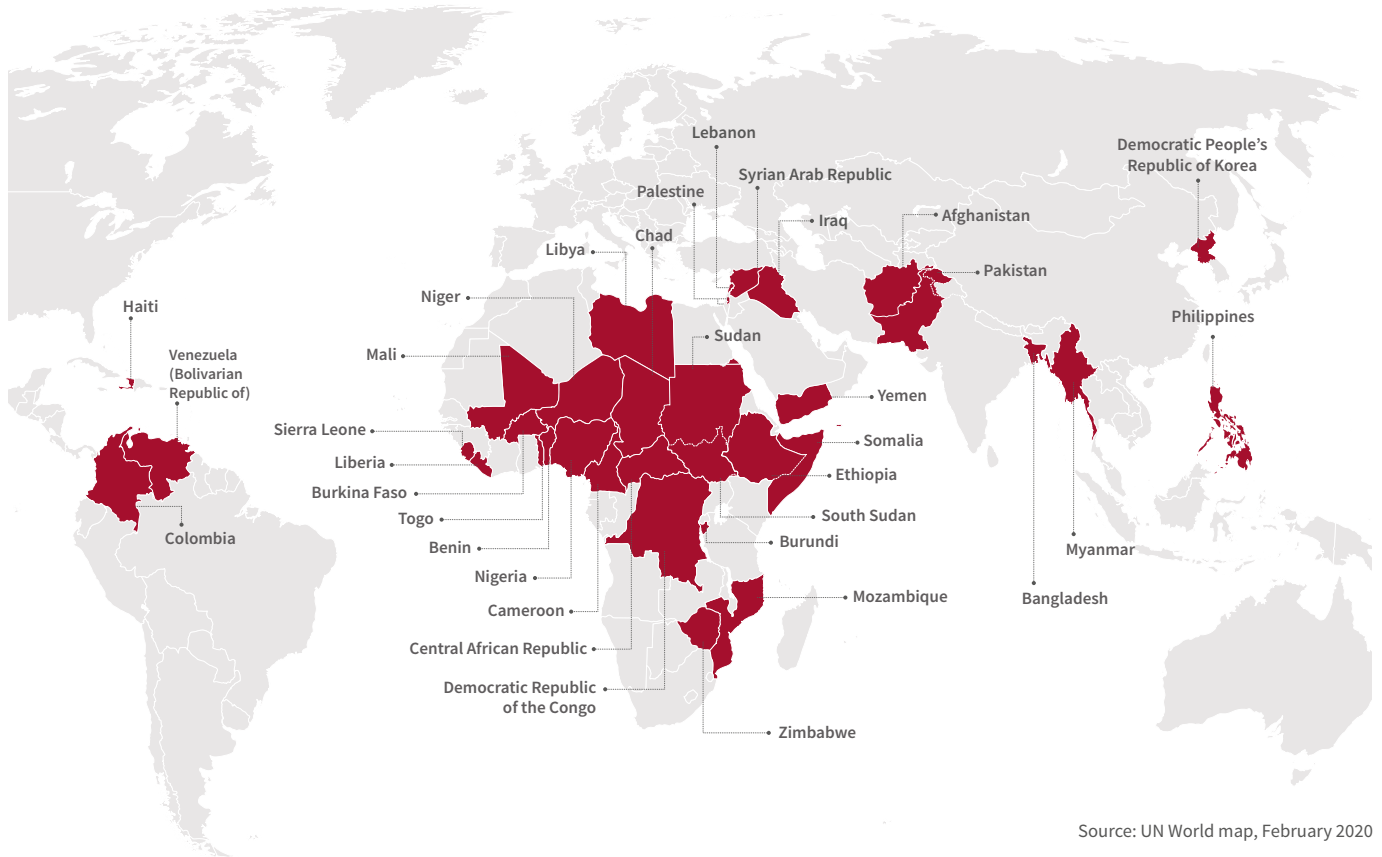 Lebanon
Democratic People’s
Republic of Korea
Syrian Arab Republic
Palestine
Afghanistan
Iraq
Chad
Libya
Pakistan
Niger
Haiti
Philippines
Sudan
Mali
Venezuela
(Bolivarian
Republic of)
Yemen
Sierra Leone
Somalia
Liberia
Ethiopia
Burkina Faso
South Sudan
Togo
Colombia
Burundi
Benin
Myanmar
Nigeria
Mozambique
Bangladesh
Cameroon
Central African Republic
Democratic Republic
of the Congo
Zimbabwe
Source: UN World map, February 2020